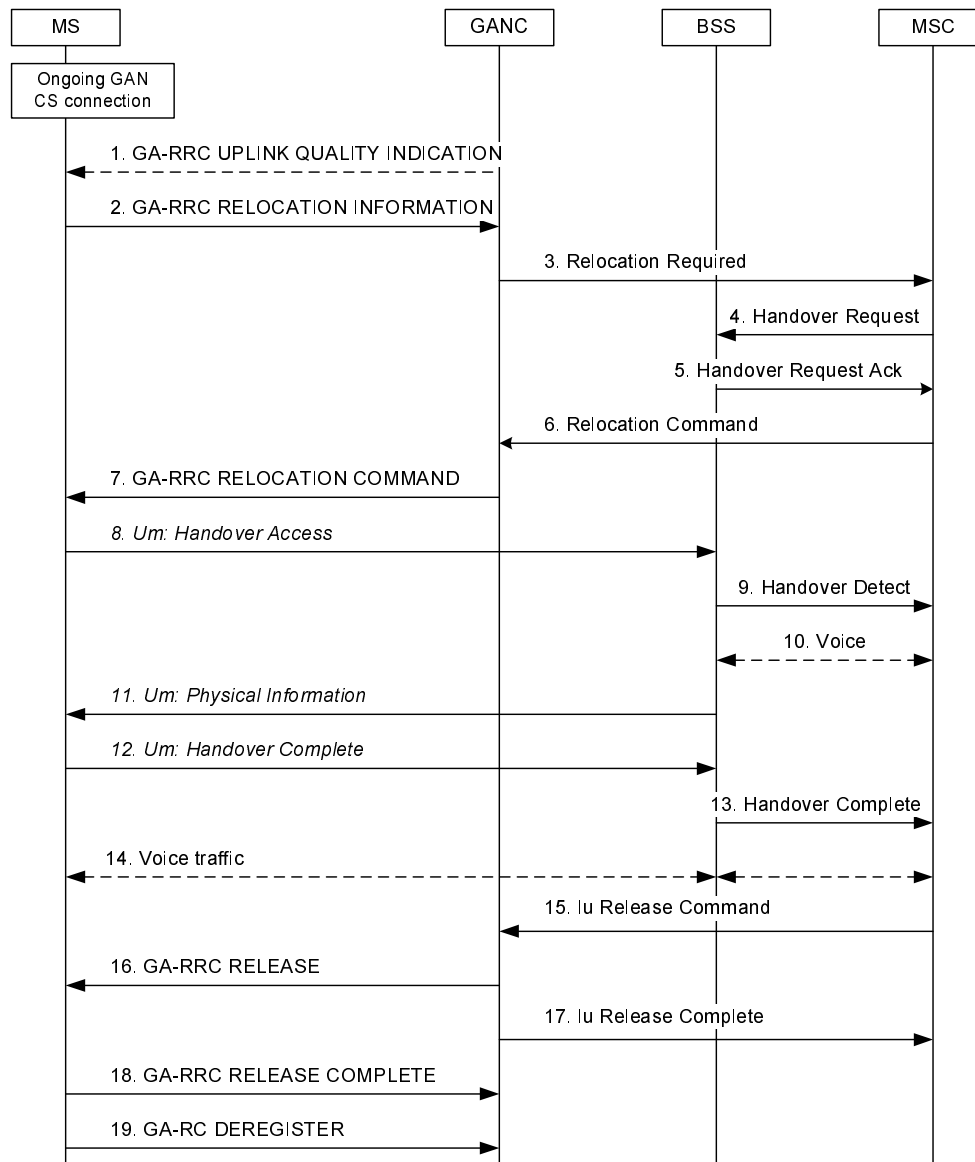 MS
GANC
BSS
MSC
Ongoing GAN
CS connection
1. GA-RRC UPLINK QUALITY INDICATION
2. GA-RRC RELOCATION INFORMATION
3. Relocation Required
4. Handover Request
5. Handover Request Ack
6. Relocation Command
7. GA-RRC RELOCATION COMMAND
8. Um: Handover Access
9. Handover Detect
10. Voice
11. Um: Physical Information
12. Um: Handover Complete
13. Handover Complete
14. Voice traffic
15. Iu Release Command
16. GA-RRC RELEASE
17. Iu Release Complete
18. GA-RRC RELEASE COMPLETE
19. GA-RC DEREGISTER